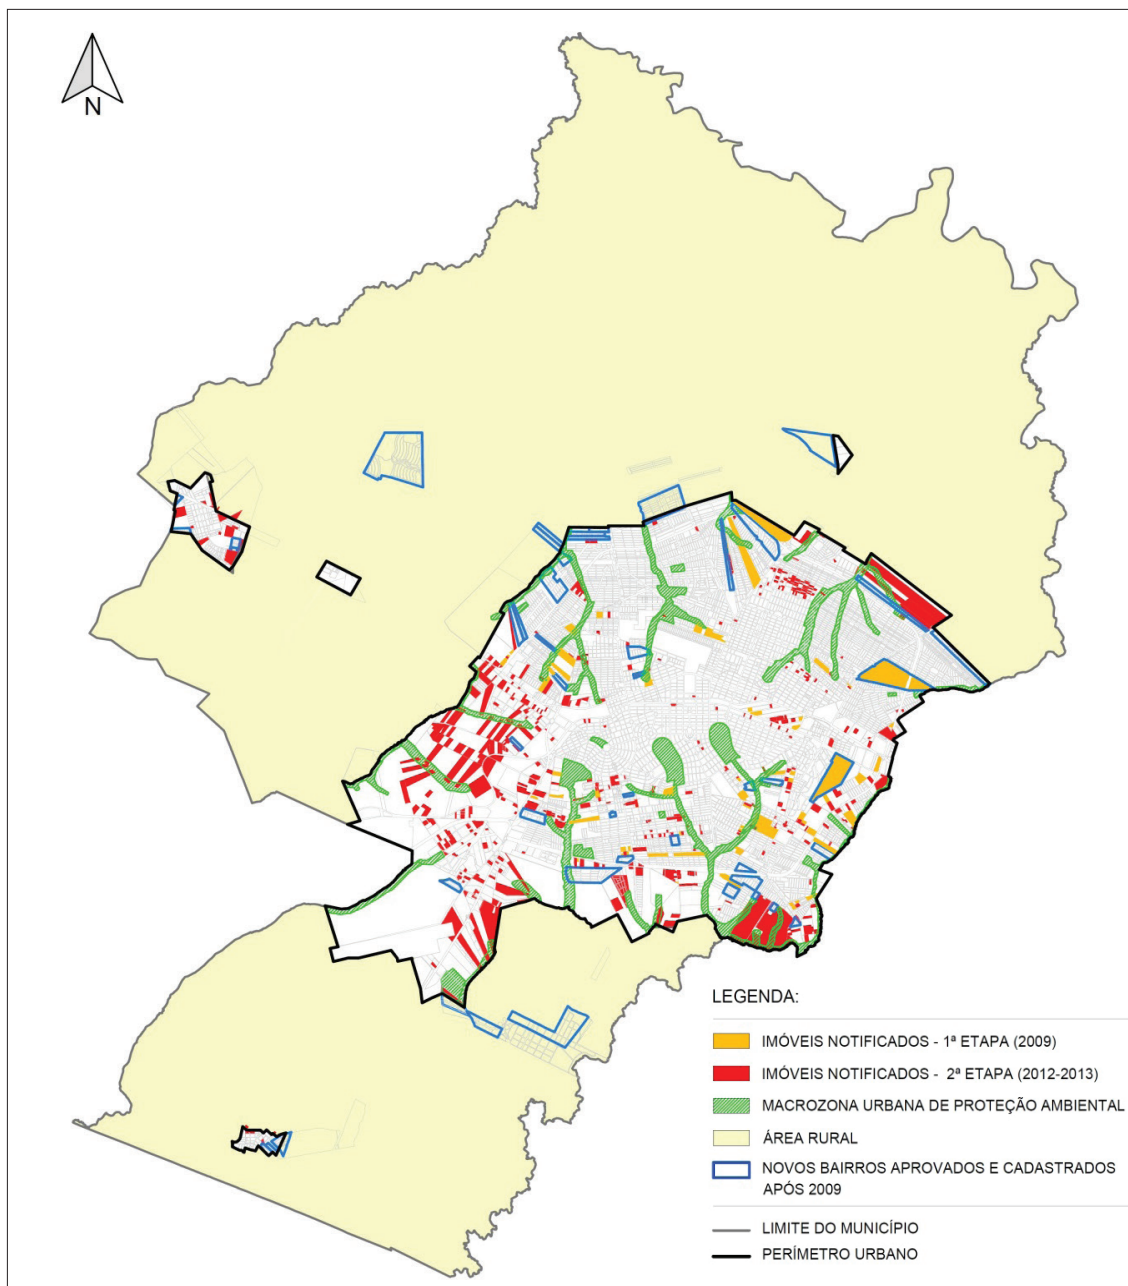 N
LEGENDA:
IMÓVEIS NOTIFICADOS - 1ª ETAPA (2009)
IMÓVEIS NOTIFICADOS - 2ª ETAPA (2012-2013)
MACROZONA URBANA DE PROTEÇÃO AMBIENTAL
ÁREA RURAL
NOVOS BAIRROS APROVADOS E CADASTRADOS
APÓS 2009
LIMITE DO MUNICÍPIO
PERÍMETRO URBANO